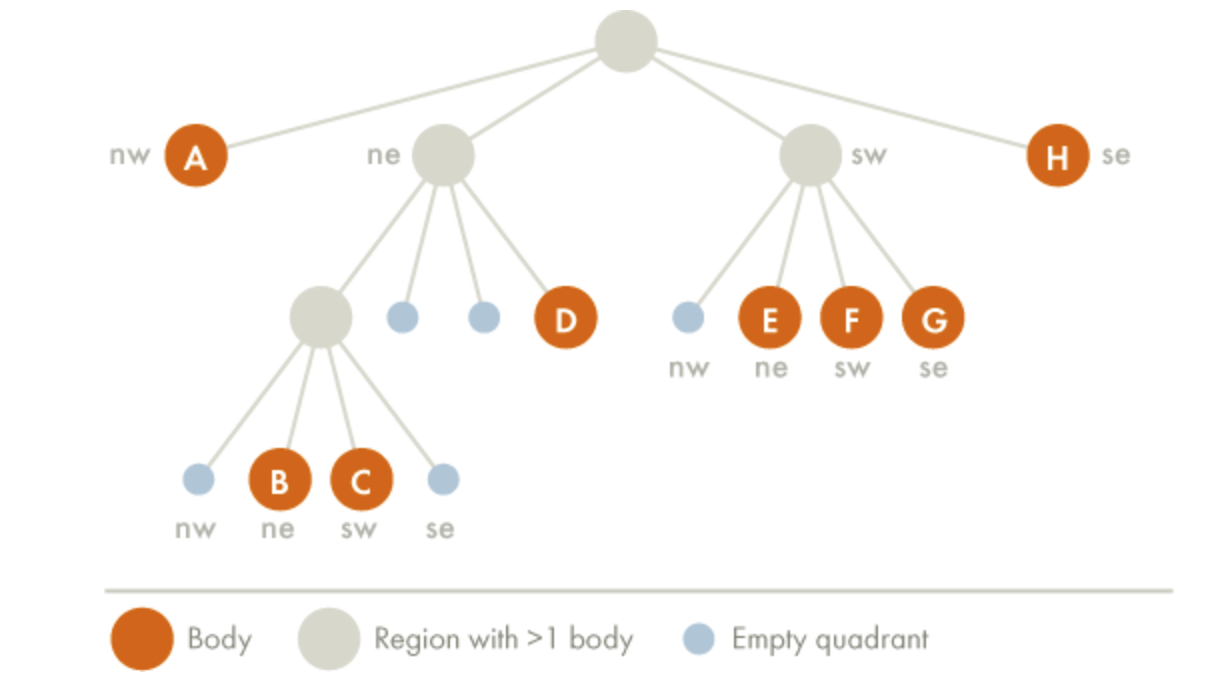 nw A ne sw H se
D E F G
nw ne sw se
B C
nw ne sw se
Body Region with >1 body Empty quadrant